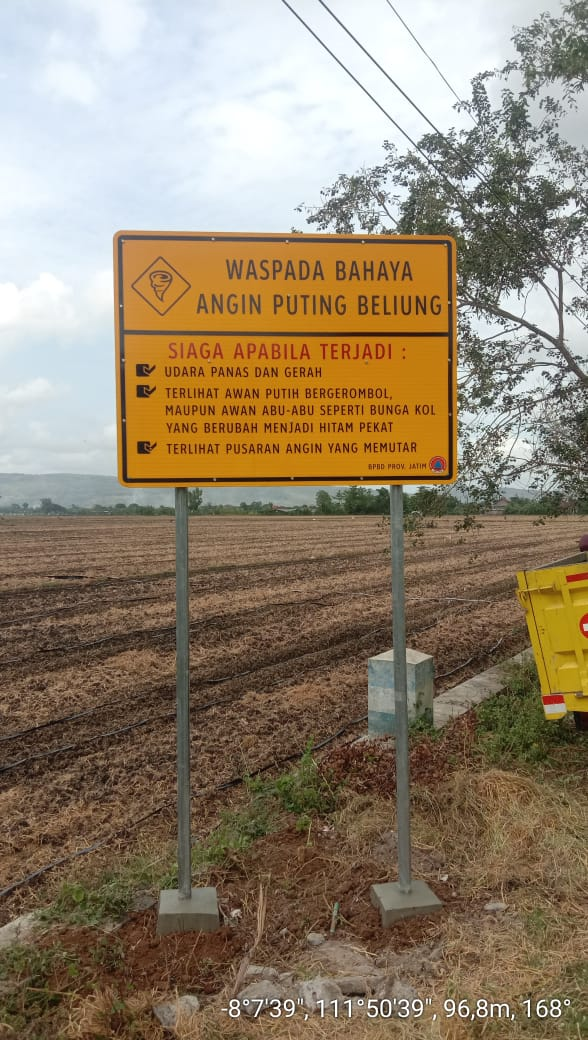 WASPADA BAHAYA
ANGIN PUTING BELIUNG
SIAGA APABILA TERJADI :
UDARA PANAS DAN GERAH
TERLIHAT AWAN PUTIH BERGEROMBOL,
MAUPUN AWAN ABU-ABU SEPERTI BUNGA KOL
YANG BERUBAH MENJADI HITAM PEKAT
TERLIHAT PUSARAN ANGIN YANG MEMUTAR
BPBD PROV. JATIM
-8°7'39", 111°50'39", 96,8m, 168°